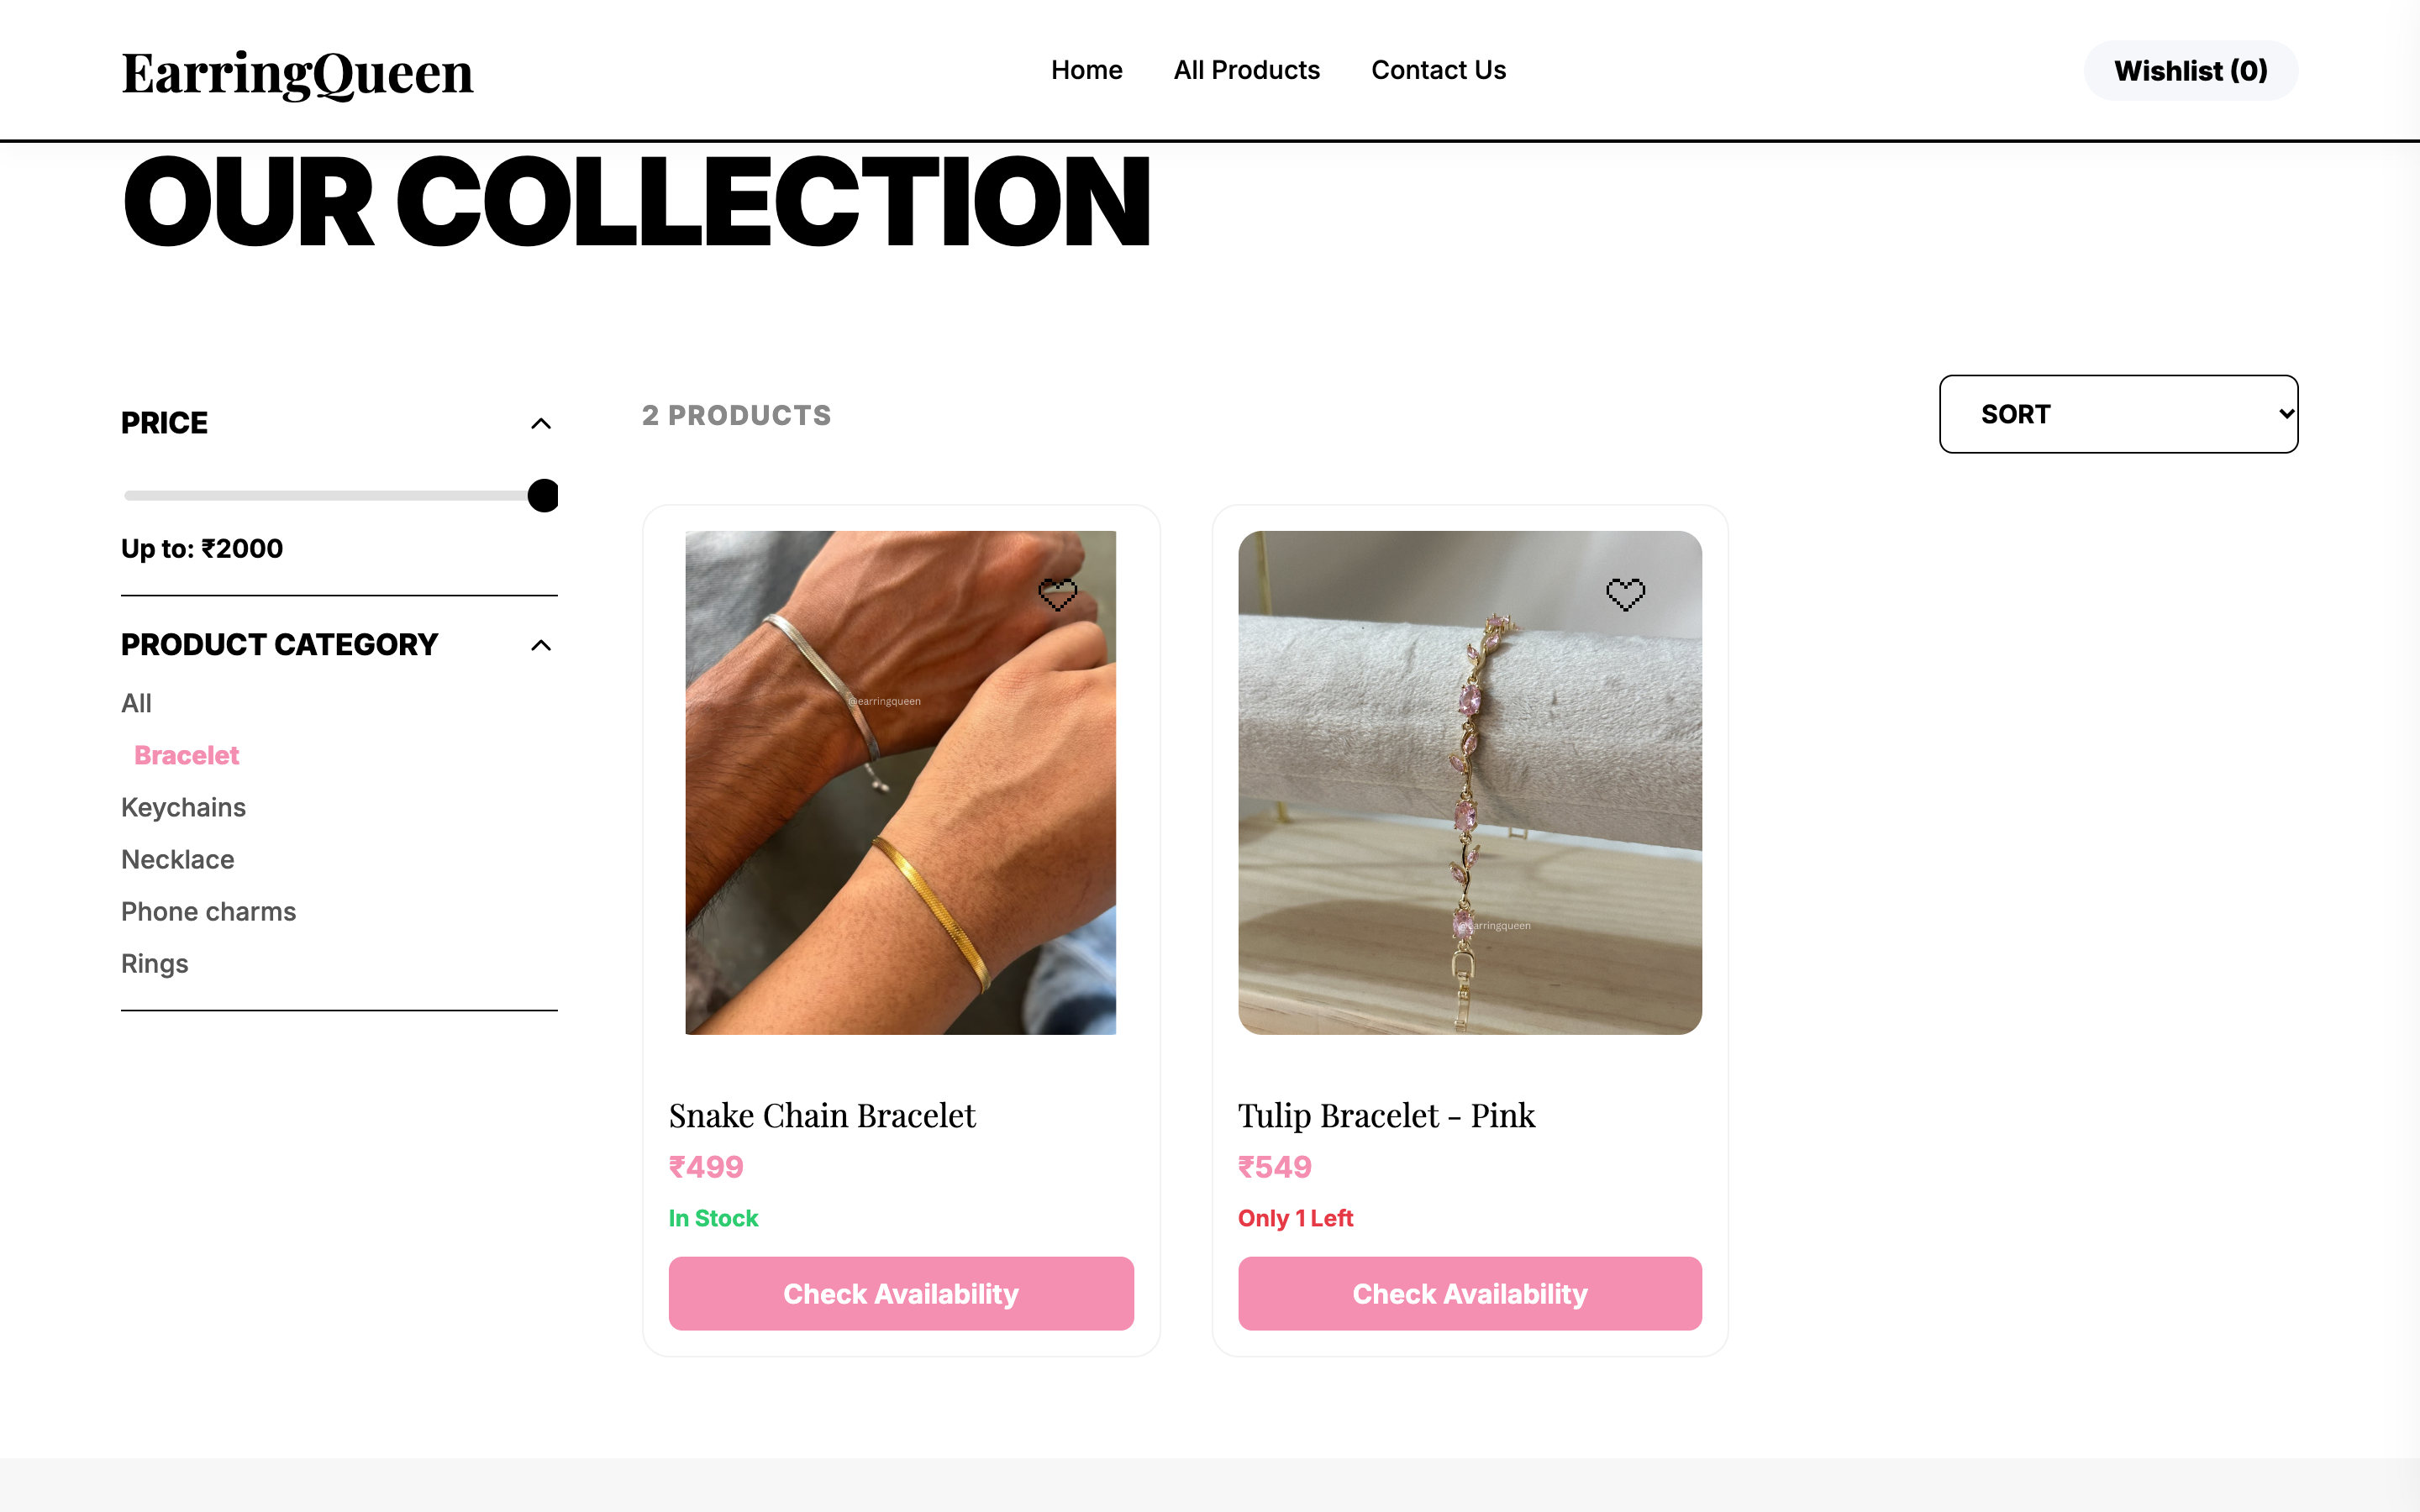 EarringQueen
Home
All Products
Contact Us
Wishlist (0)
OUR COLLECTION
PRICE
Up to: ₹2000
PRODUCT CATEGORY
All
Bracelet
Keychains
Necklace
Phone charms
Rings
2 PRODUCTS
SORT
@earringqueen
Snake Chain Bracelet
₹499
In Stock
Check Availability
earringqueen
Tulip Bracelet - Pink
₹549
Only 1 Left
Check Availability